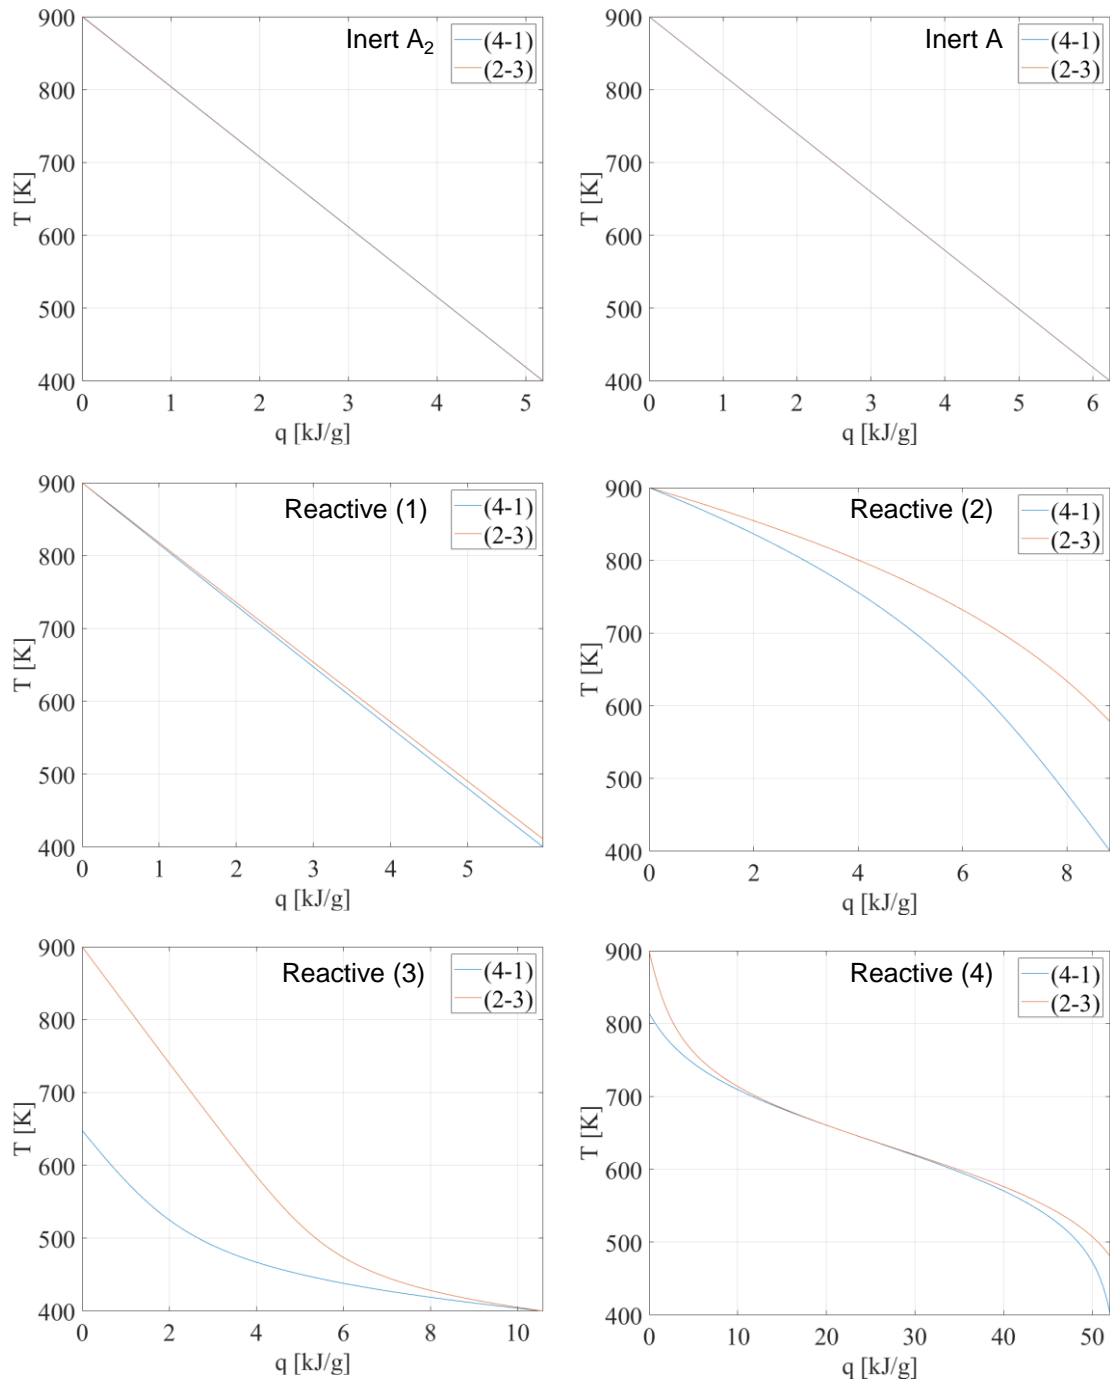 Inert A₂
(4-1)
(2-3)
900
800
700
600
500
400
T [K]
0 1 2 3 4 5
q [kJ/g]
Inert A
(4-1)
(2-3)
900
800
700
600
500
400
T [K]
0 1 2 3 4 5 6
q [kJ/g]
Reactive (1)
(4-1)
(2-3)
900
800
700
600
500
400
T [K]
0 1 2 3 4 5
q [kJ/g]
Reactive (2)
(4-1)
(2-3)
900
800
700
600
500
400
T [K]
0 2 4 6 8
q [kJ/g]
Reactive (3)
(4-1)
(2-3)
900
800
700
600
500
400
T [K]
0 2 4 6 8 10
q [kJ/g]
Reactive (4)
(4-1)
(2-3)
900
800
700
600
500
400
T [K]
0 10 20 30 40 50
q [kJ/g]